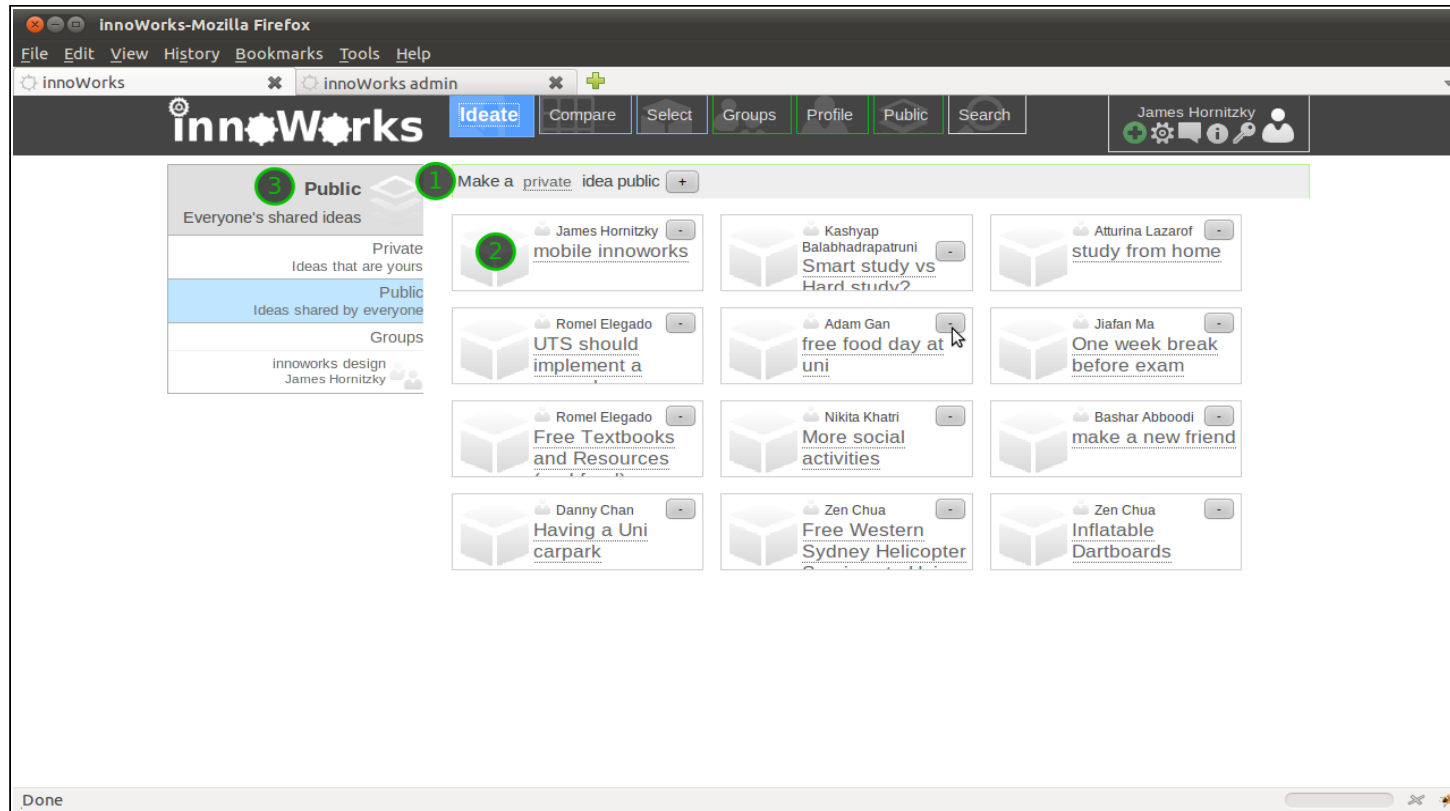 innoWorks-Mozilla Firefox
File Edit View History Bookmarks Tools Help
innoWorks
innoWorks admin
innoWorks
Ideate
Compare
Select
Groups
Profile
Public
Search
James Hornitzky
3
Public
Everyone's shared ideas
Private
Ideas that are yours
Public
Ideas shared by everyone
Groups
innoworks design
James Hornitzky
1
Make a private idea public +
2
James Hornitzky -
mobile innoworks
Kashyap
Balabhadrapatruni -
Smart study vs
Hard study?
Atturina Lazarof -
study from home
Romel Elegado -
UTS should
implement a
Adam Gan -
free food day at
uni
Jiafan Ma -
One week break
before exam
Romel Elegado -
Free Textbooks
and Resources
Nikita Khatri -
More social
activities
Bashar Abboodi -
make a new friend
Danny Chan -
Having a Uni
carpark
Zen Chua -
Free Western
Sydney Helicopter
Zen Chua -
Inflatable
Dartboards
Done